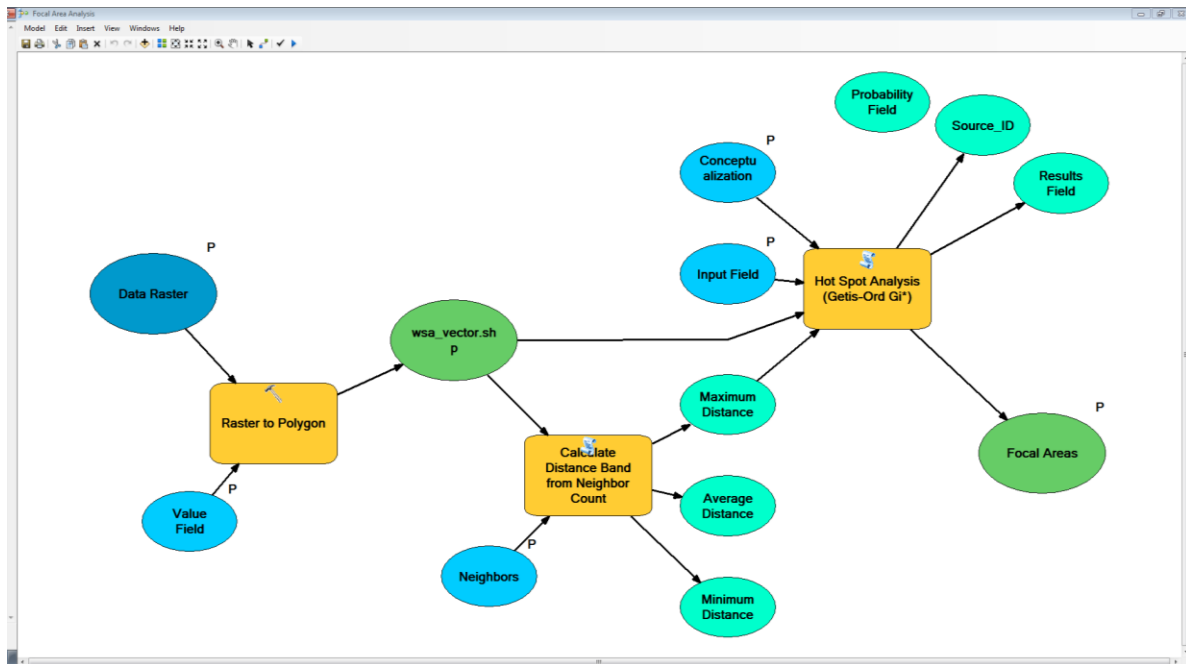 Focal Area Analysis
Model Edit Insert View Windows Help
Probability
Field
Source_ID
P
Conceptu
alization
Results
Field
P
Input Field
Hot Spot Analysis
(Getis-Ord Gi*)
P
Data Raster
wsa_vector.sh
p
Maximum
Distance
P
Focal Areas
Raster to Polygon
Calculate
Distance Band
from Neighbor
Count
P
Value
Field
Average
Distance
P
Neighbors
Minimum
Distance